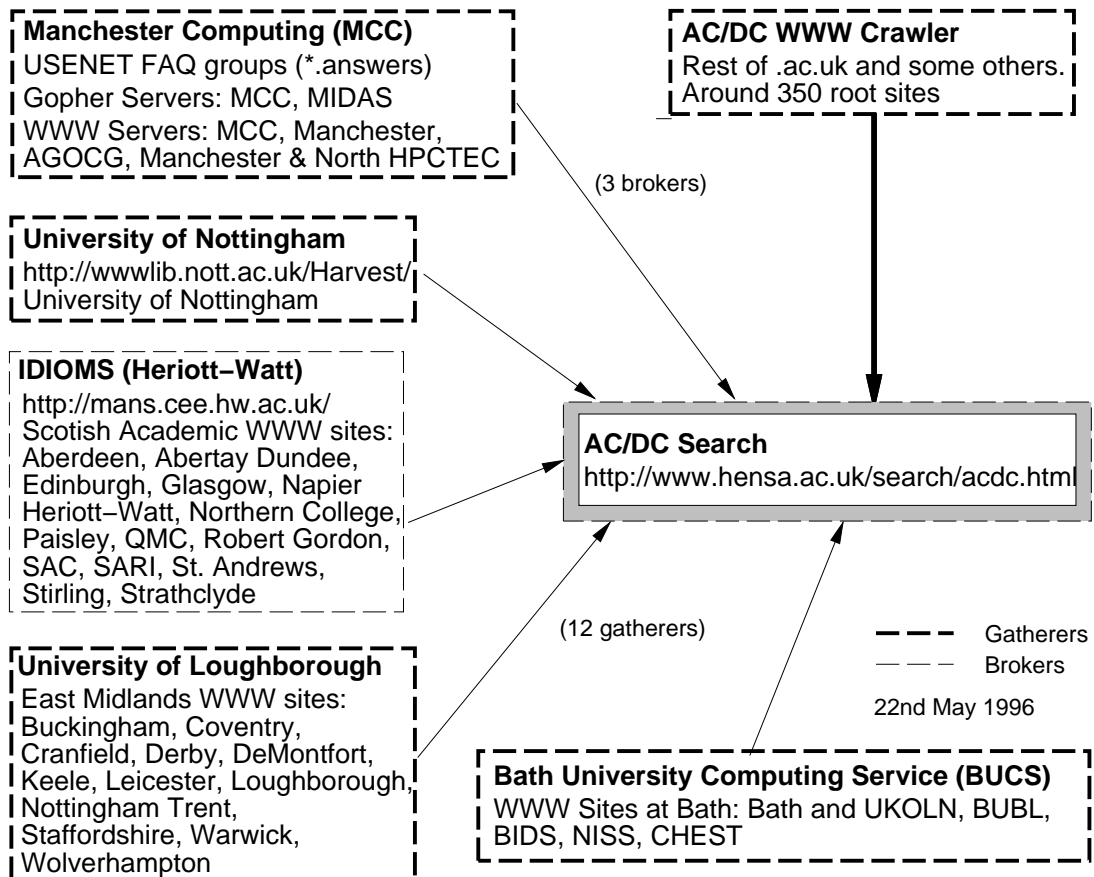 Manchester Computing (MCC)
USENET FAQ groups (*.answers)
Gopher Servers: MCC, MIDAS
WWW Servers: MCC, Manchester,
AGOCG, Manchester & North HPCTEC
AC/DC WWW Crawler
Rest of .ac.uk and some others.
Around 350 root sites
(3 brokers)
University of Nottingham
http://wwwlib.nott.ac.uk/Harvest/
University of Nottingham
IDIOMS (Heriott–Watt)
http://mans.cee.hw.ac.uk/
Scotish Academic WWW sites:
Aberdeen, Abertay Dundee,
Edinburgh, Glasgow, Napier
Heriott–Watt, Northern College,
Paisley, QMC, Robert Gordon,
SAC, SARI, St. Andrews,
Stirling, Strathclyde
AC/DC Search
http://www.hensa.ac.uk/search/acdc.html
(12 gatherers)
Gatherers
Brokers
22nd May 1996
University of Loughborough
East Midlands WWW sites:
Buckingham, Coventry,
Cranfield, Derby, DeMontfort,
Keele, Leicester, Loughborough,
Nottingham Trent,
Staffordshire, Warwick,
Wolverhampton
Bath University Computing Service (BUCS)
WWW Sites at Bath: Bath and UKOLN, BUBL,
BIDS, NISS, CHEST